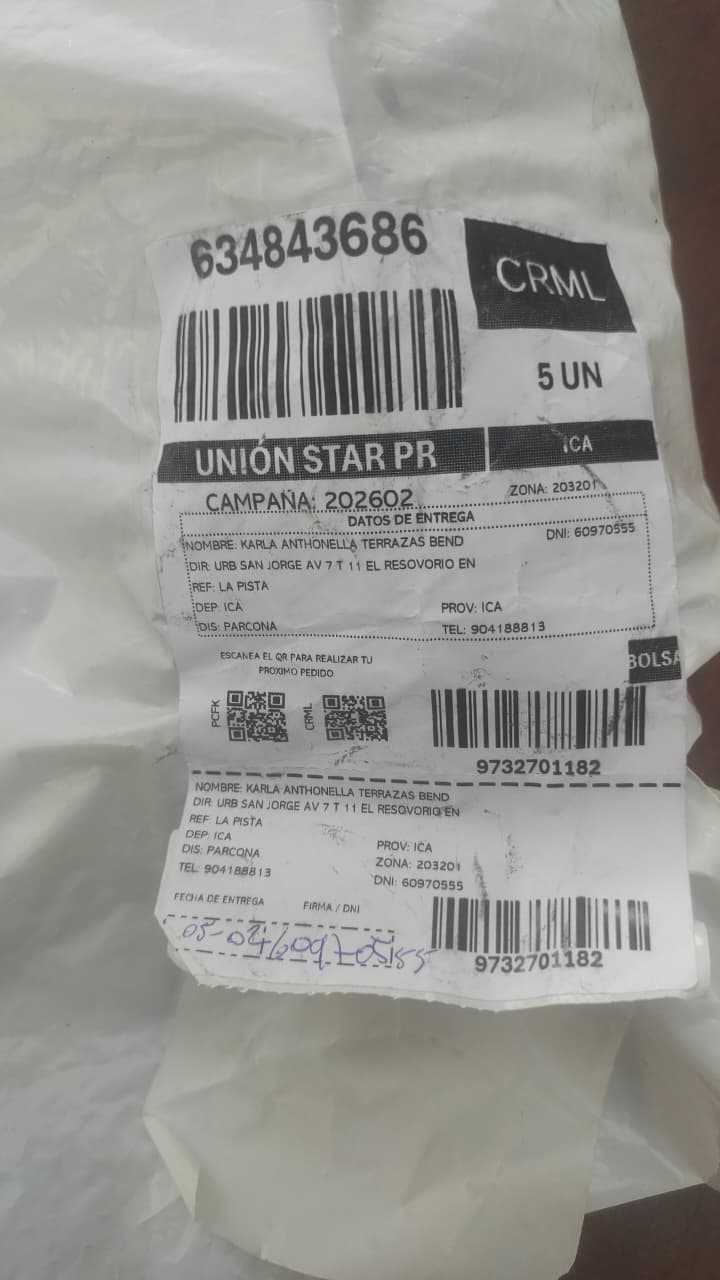 634843686
CRML
5 UN
UNIÓN STAR PR
ICA
CAMPAÑA: 202602
ZONA: 203201
DATOS DE ENTREGA
NOMBRE: KARLA ANTHONELLA TERRAZAS BEND
DNI: 60970555
DIR: URB SAN JORGE AV 7 T 11 EL RESOVORIO EN
REF: LA PISTA
DEP: ICA
PROV: ICA
DIS: PARCONA
TEL: 904188813
ESCANEA EL QR PARA REALIZAR TU
PROXIMO PEDIDO
BOLSA
PCFK
CRML
9732701182
NOMBRE: KARLA ANTHONELLA TERRAZAS BEND
DIR: URB SAN JORGE AV 7 T 11 EL RESOVORIO EN
REF: LA PISTA
DEP: ICA
PROV: ICA
DIS: PARCONA
ZONA: 203201
TEL: 904188813
DNI: 60970555
FECHA DE ENTREGA
FIRMA / DNI
9732701182